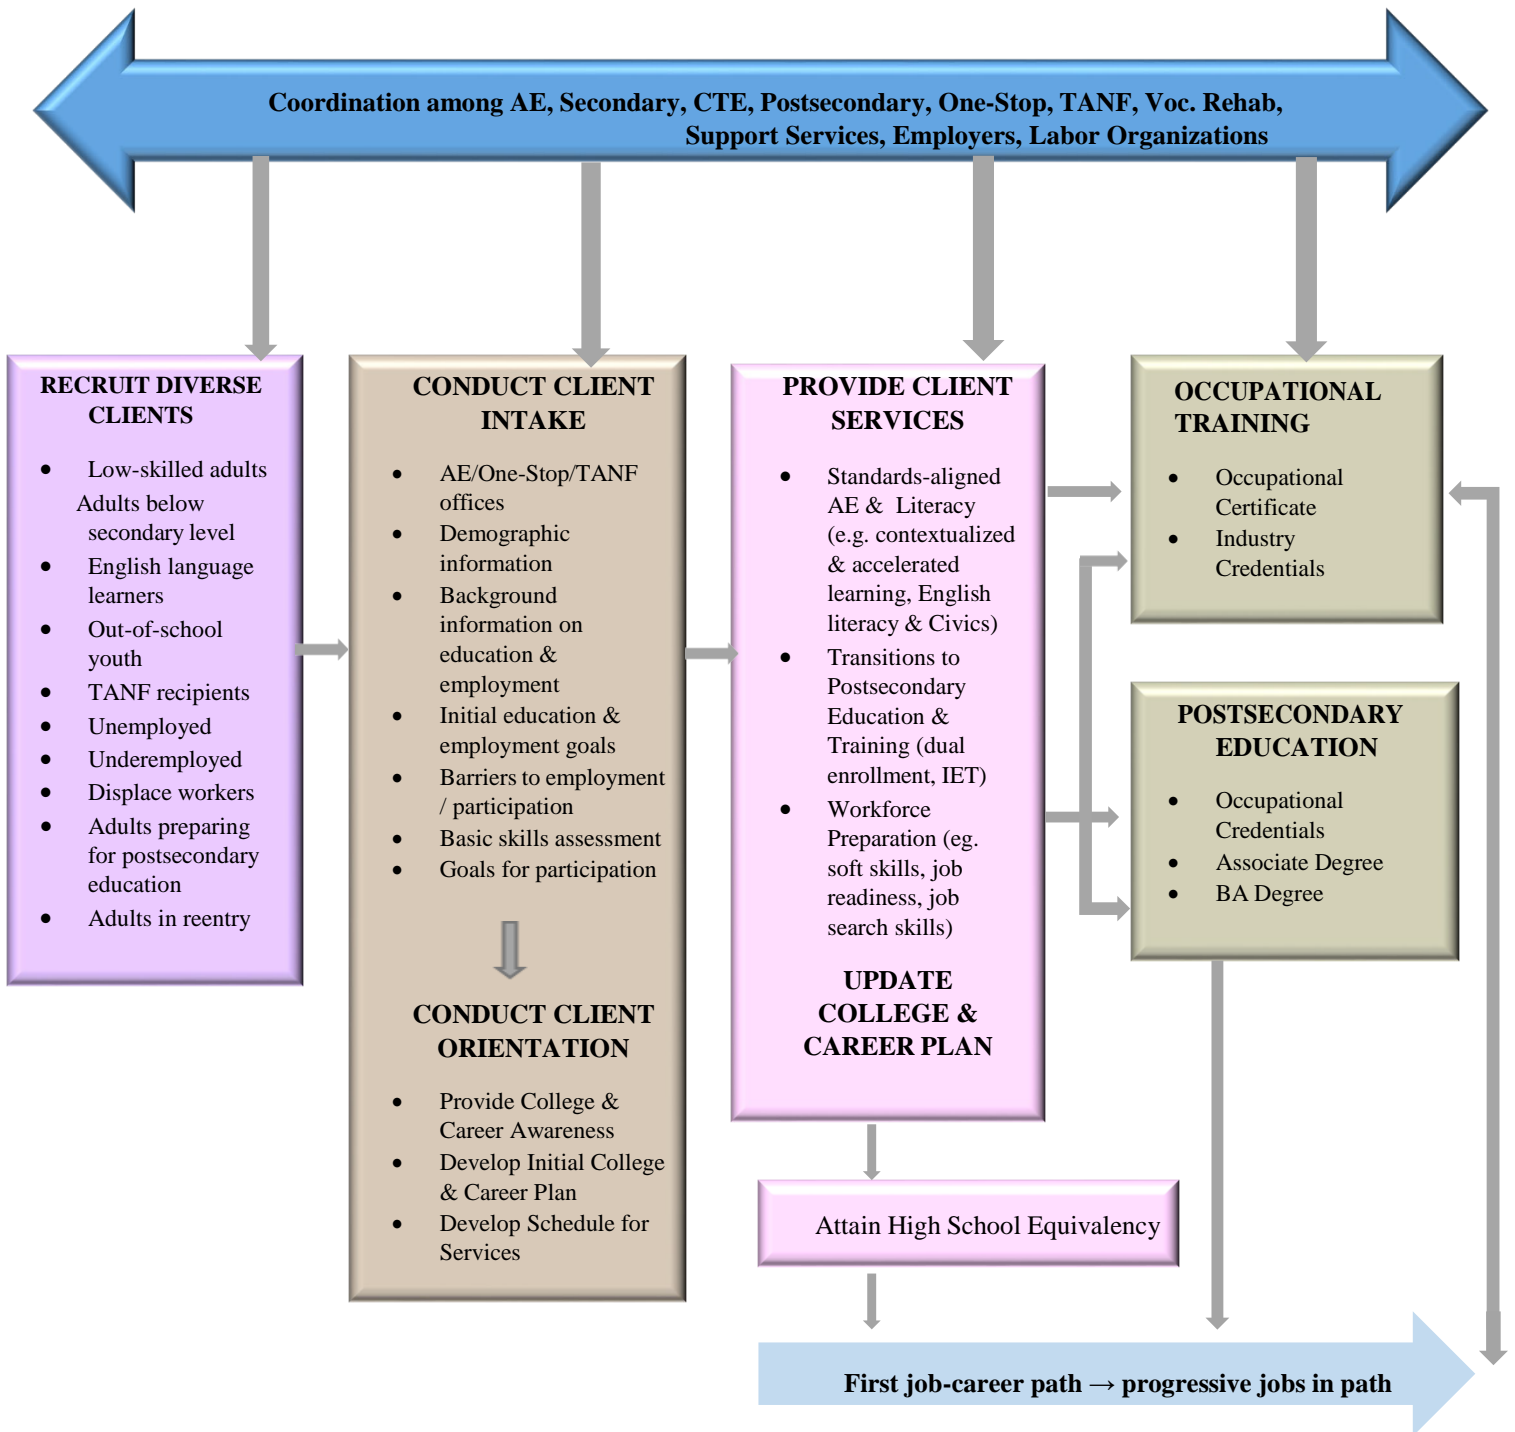 Coordination among AE, Secondary, CTE, Postsecondary, One-Stop, TANF, Voc. Rehab,
Support Services, Employers, Labor Organizations
RECRUIT DIVERSE
CLIENTS
• Low-skilled adults
Adults below
secondary level
• English language
learners
• Out-of-school
youth
• TANF recipients
• Unemployed
• Underemployed
• Displace workers
• Adults preparing
for postsecondary
education
• Adults in reentry
CONDUCT CLIENT
INTAKE
• AE/One-Stop/TANF
offices
• Demographic
information
• Background
information on
education &
employment
• Initial education &
employment goals
• Barriers to employment
/ participation
• Basic skills assessment
• Goals for participation
CONDUCT CLIENT
ORIENTATION
• Provide College &
Career Awareness
• Develop Initial College
& Career Plan
• Develop Schedule for
Services
PROVIDE CLIENT
SERVICES
• Standards-aligned
AE & Literacy
(e.g. contextualized
& accelerated
learning, English
literacy & Civics)
• Transitions to
Postsecondary
Education &
Training (dual
enrollment, IET)
• Workforce
Preparation (eg.
soft skills, job
readiness, job
search skills)
UPDATE
COLLEGE &
CAREER PLAN
Attain High School Equivalency
OCCUPATIONAL
TRAINING
• Occupational
Certificate
• Industry
Credentials
POSTSECONDARY
EDUCATION
• Occupational
Credentials
• Associate Degree
• BA Degree
First job-career path → progressive jobs in path